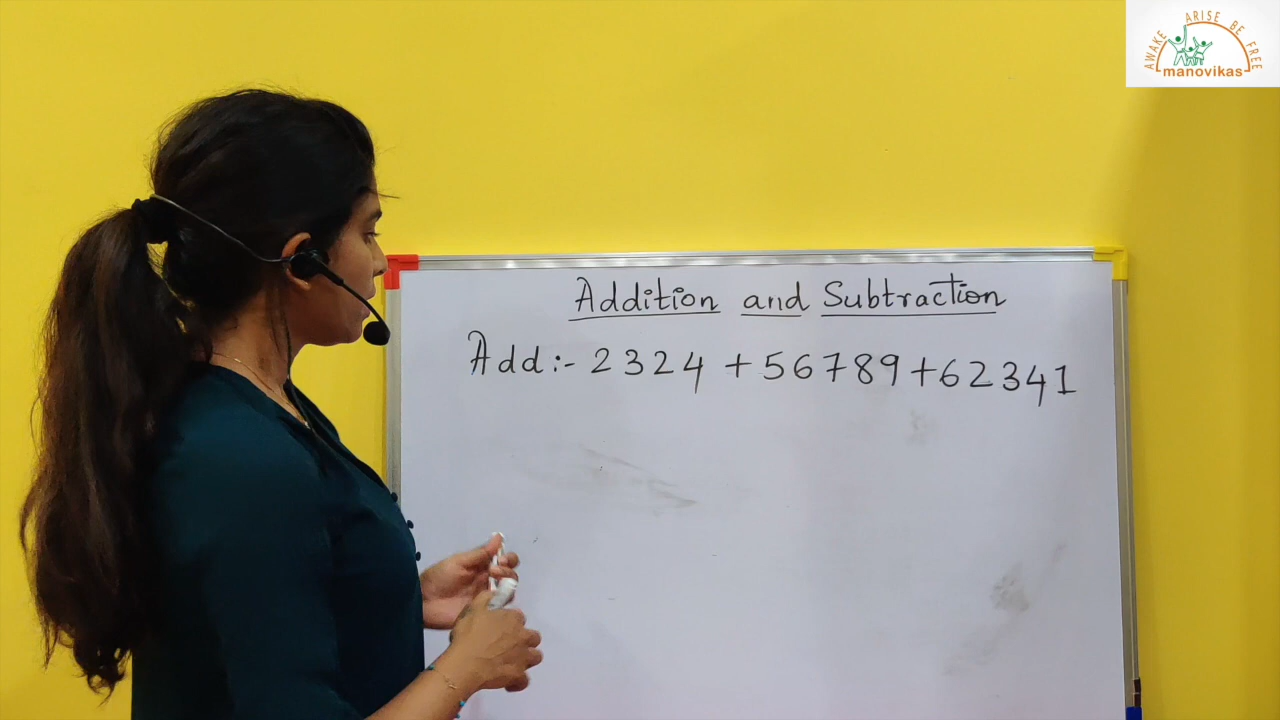 AWAKE ARISE BE FREE
manovikas
Addition and Subtraction
Add:- 2324 + 56789 + 62341